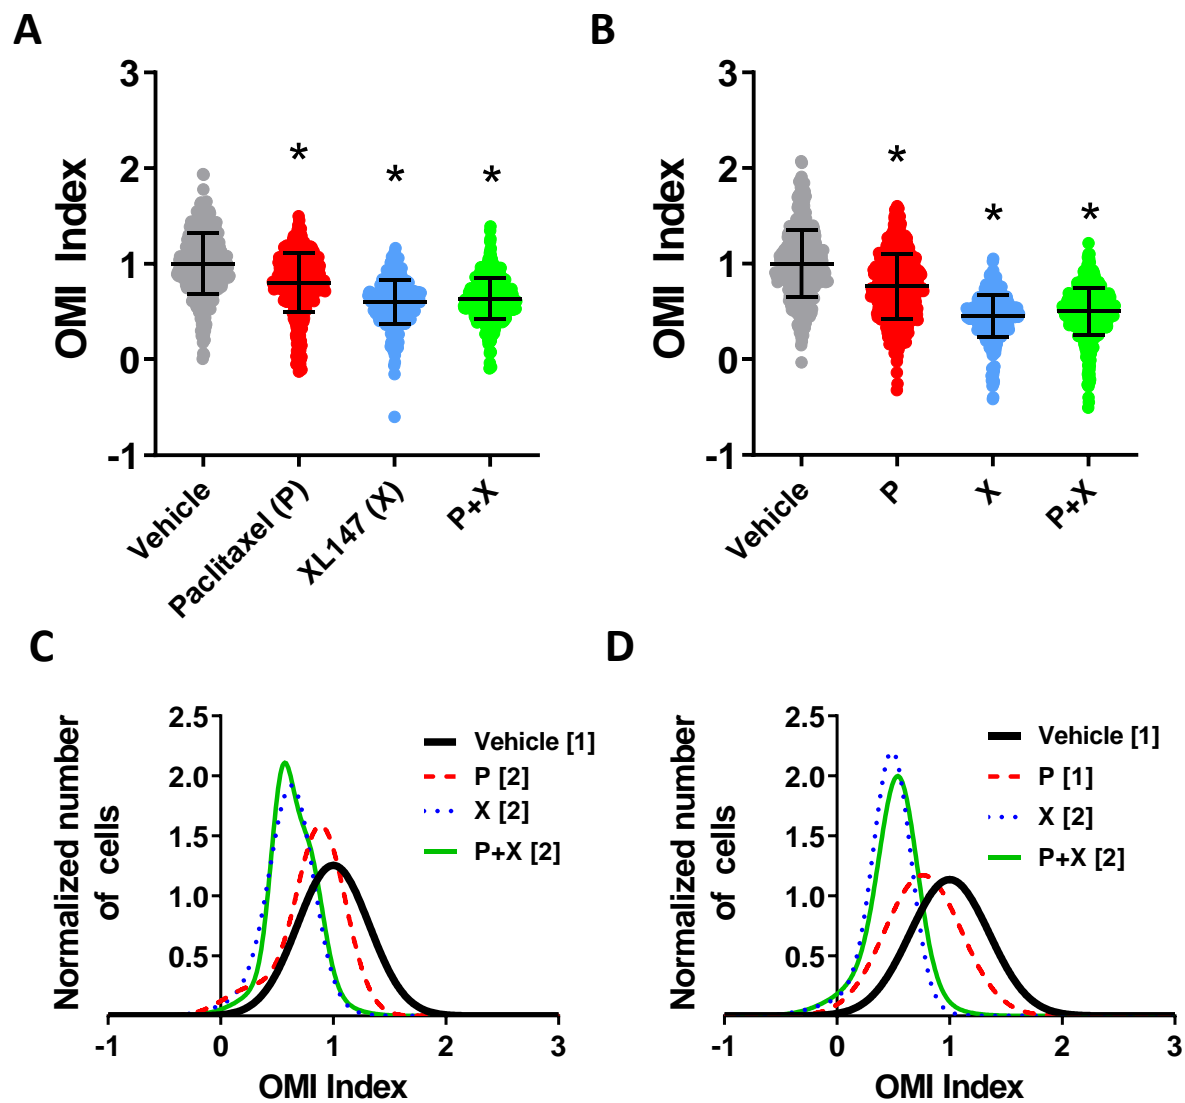 A
3
2
1
0
-1
OMI Index
*
*
*
Vehicle
Paclitaxel (P)
XL147 (X)
P+X
B
3
2
1
0
-1
OMI Index
*
*
*
Vehicle
P
X
P+X
C
2.5
2.0
1.5
1.0
0.5
Normalized number
of cells
Vehicle [1]
P [2]
X [2]
P+X [2]
-1
0
1
2
3
OMI Index
D
2.5
2.0
1.5
1.0
0.5
Normalized number
of cells
Vehicle [1]
P [1]
X [2]
P+X [2]
-1
0
1
2
3
OMI Index